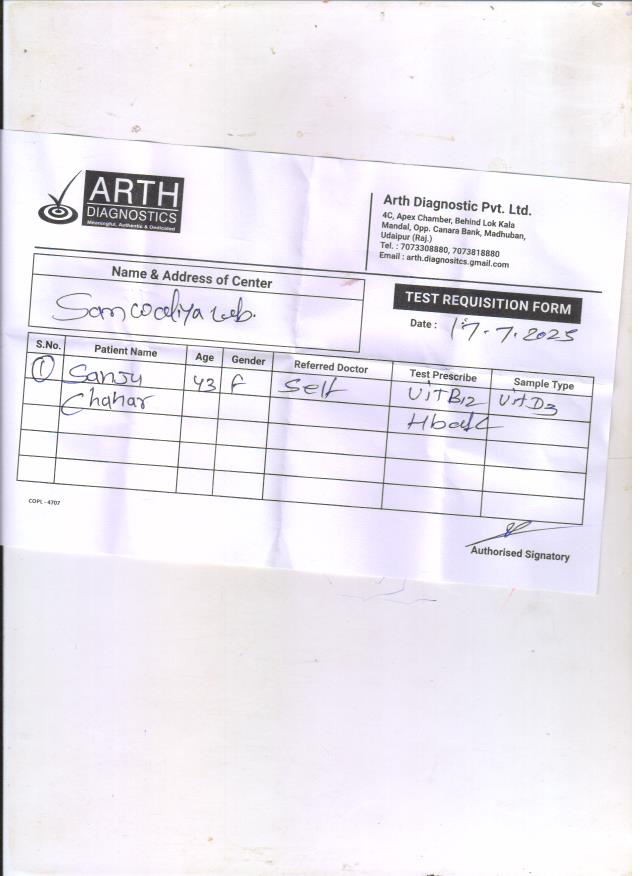 ARTH
DIAGNOSTICS
Meaningful, Authentic & Dedicated
Arth Diagnostic Pvt. Ltd.
4C, Apex Chamber, Behind Lok Kala
Mandal, Opp. Canara Bank, Madhuban,
Udaipur (Raj.)
Tel. : 7073308880, 7073818880
Email : arth.diagnositcs.gmail.com
Name & Address of Center
TEST REQUISITION FORM
Date : 17.7.2025
S.No. Patient Name Age Gender Referred Doctor Test Prescribe Sample Type
1 Sanju 43 F Self VitB12 VitD3
Chahar
COPL - 4707
Authorised Signatory